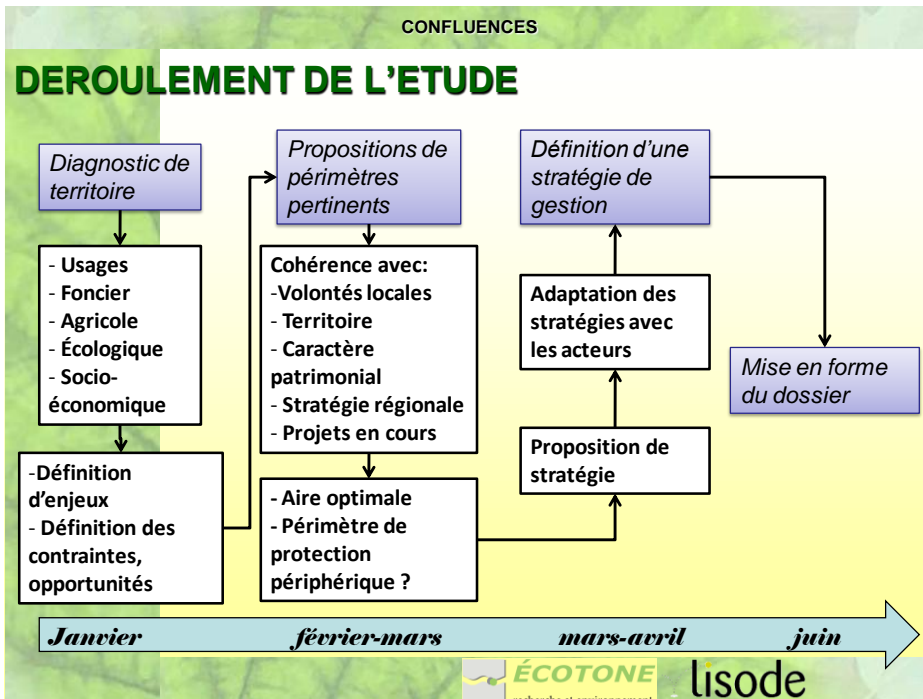 CONFLUENCES
DEROULEMENT DE L’ETUDE
Diagnostic de
territoire
- Usages
- Foncier
- Agricole
- Écologique
- Socio-
économique
-Définition
d’enjeux
- Définition des
contraintes,
opportunités
Propositions de
périmètres
pertinents
Cohérence avec:
-Volontés locales
- Territoire
- Caractère
patrimonial
- Stratégie régionale
- Projets en cours
- Aire optimale
- Périmètre de
protection
périphérique ?
Définition d’une
stratégie de
gestion
Adaptation des
stratégies avec
les acteurs
Proposition de
stratégie
Mise en forme
du dossier
Janvier février-mars mars-avril juin
ÉCOTONE
recherche et environnement
lisode